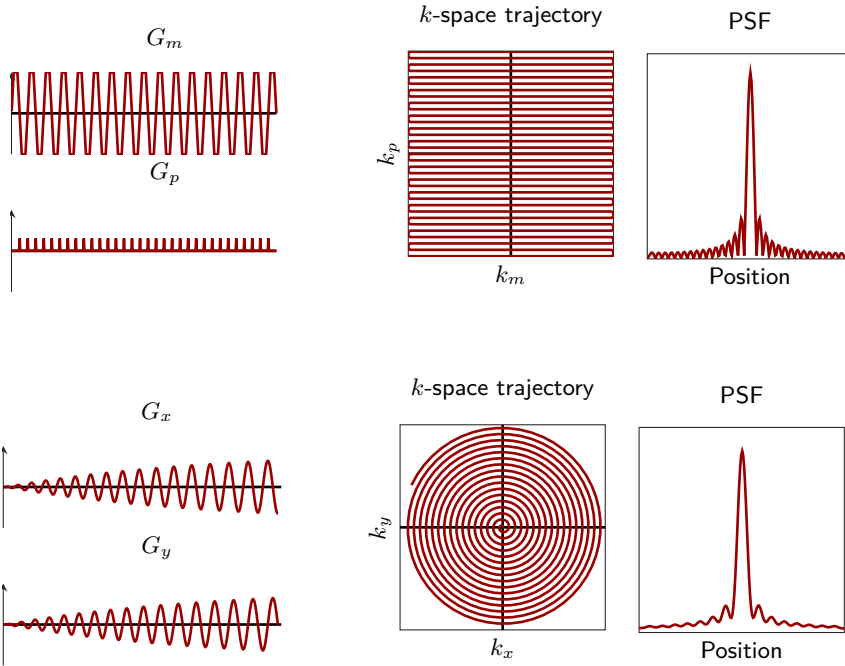 k-space trajectory
PSF
G_m
k_p
G_p
k_m
Position
k-space trajectory
PSF
G_x
k_y
G_y
k_x
Position